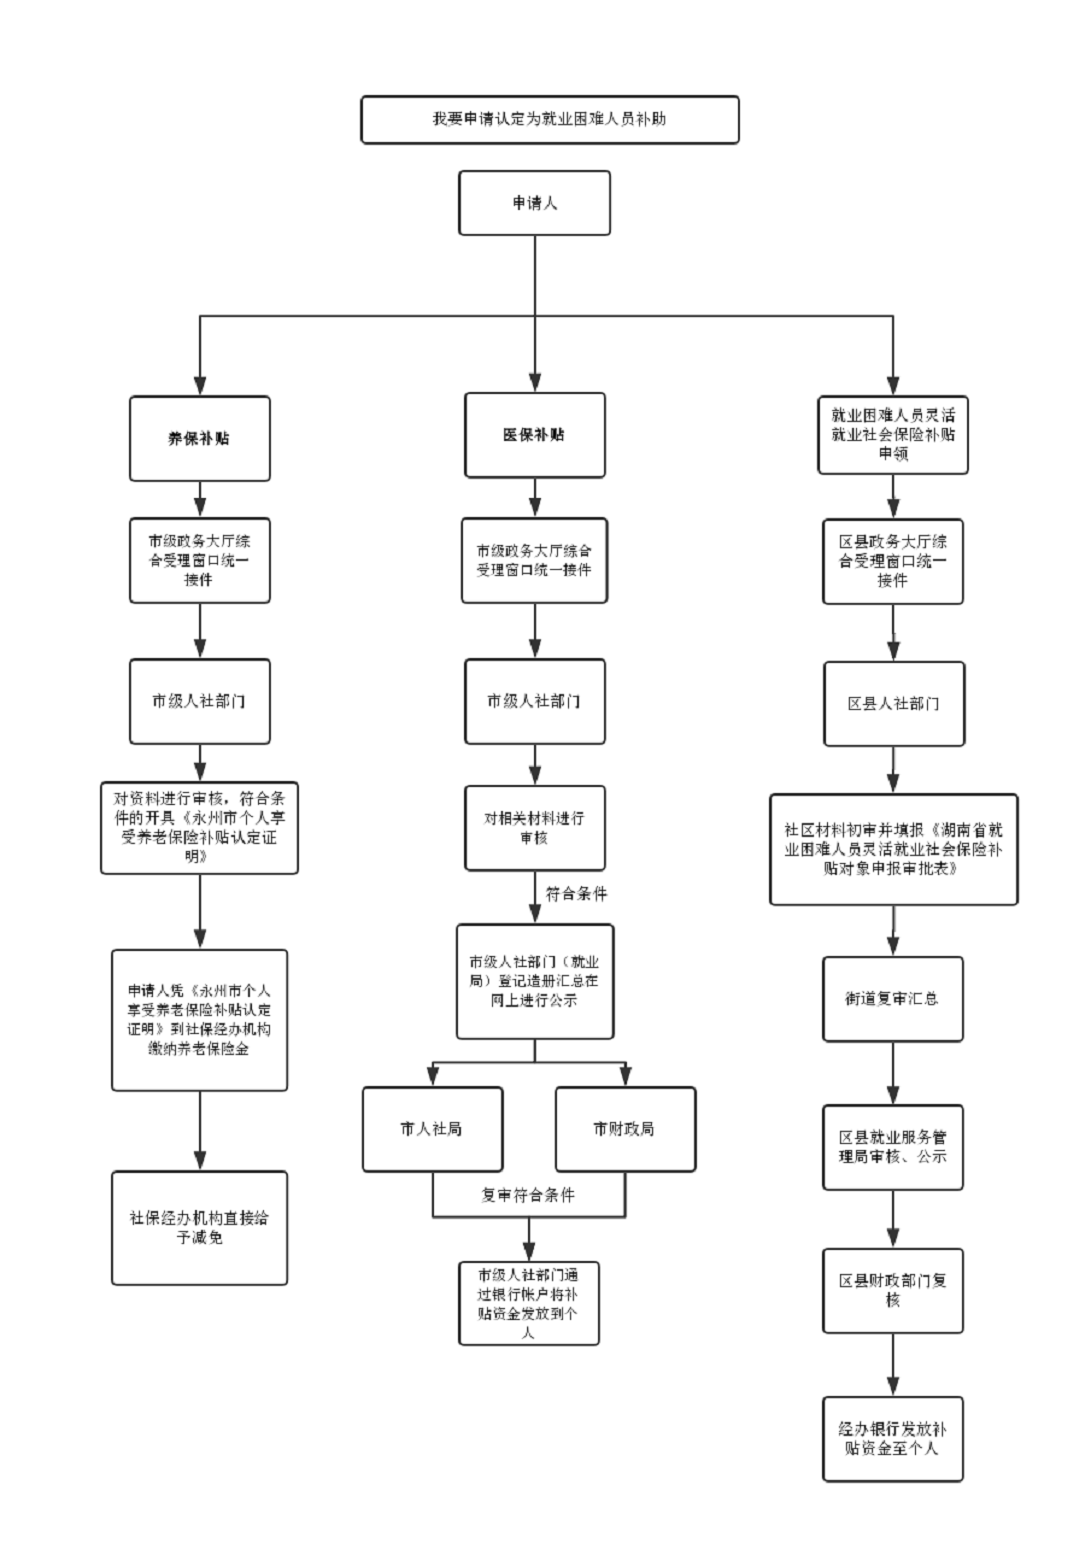 我要申请认定为就业困难人员补助
申请人
养保补贴
市级政务大厅综
合受理窗口统一
接件
市级人社部门
对资料进行审核，符合条
件的开具《永州市个人享
受养老保险补贴认定证
明》
申请人凭《永州市个人
享受养老保险补贴认定
证明》到社保经办机构
缴纳养老保险金
社保经办机构直接给
予减免
医保补贴
市级政务大厅综合
受理窗口统一接件
市级人社部门
对相关材料进行
审核
符合条件
市级人社部门（就业
局）登记造册汇总在
网上进行公示
市人社局
市财政局
复审符合条件
市级人社部门通
过银行帐户将补
贴资金发放到个
人
就业困难人员灵活
就业社会保险补贴
申领
区县政务大厅综
合受理窗口统一
接件
区县人社部门
社区材料初审并填报《湖南省就
业困难人员灵活就业社会保险补
贴对象申报审批表》
街道复审汇总
区县就业服务管
理局审核、公示
区县财政部门复
核
经办银行发放补
贴资金至个人